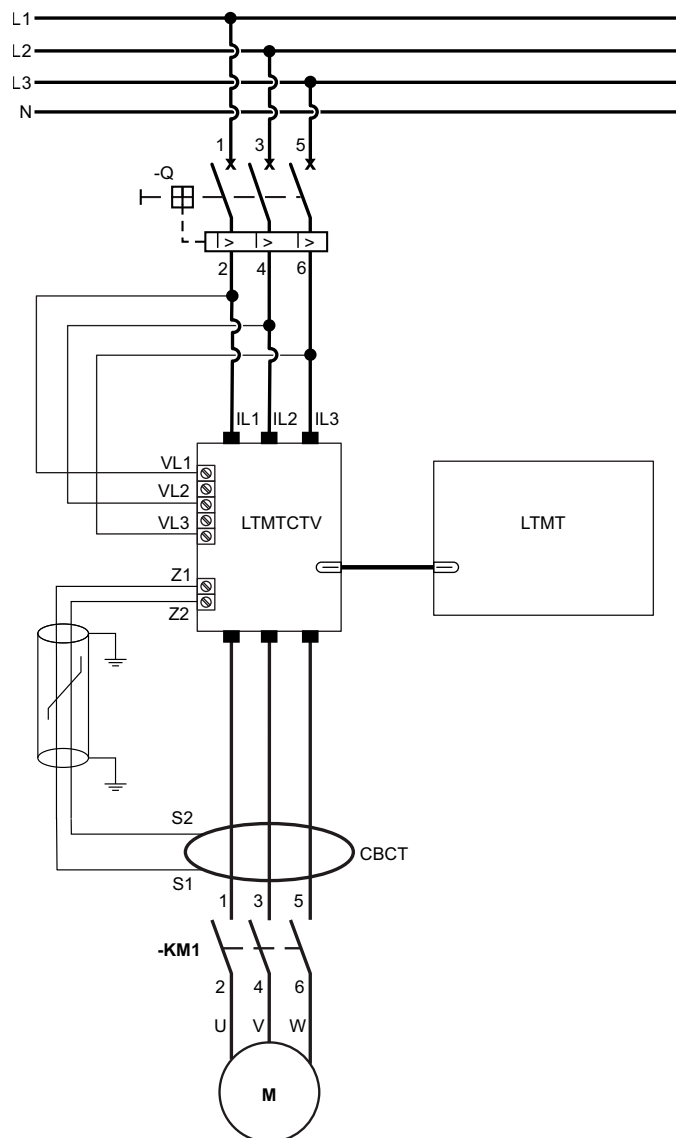 L1
L2
L3
N
1 3 5
-Q
I> I> I>
2 4 6
IL1 IL2 IL3
VL1
VL2
VL3
LTMTCTV
LTMT
Z1
Z2
S2
CBCT
S1
1 3 5
-KM1
2 4 6
U V W
M